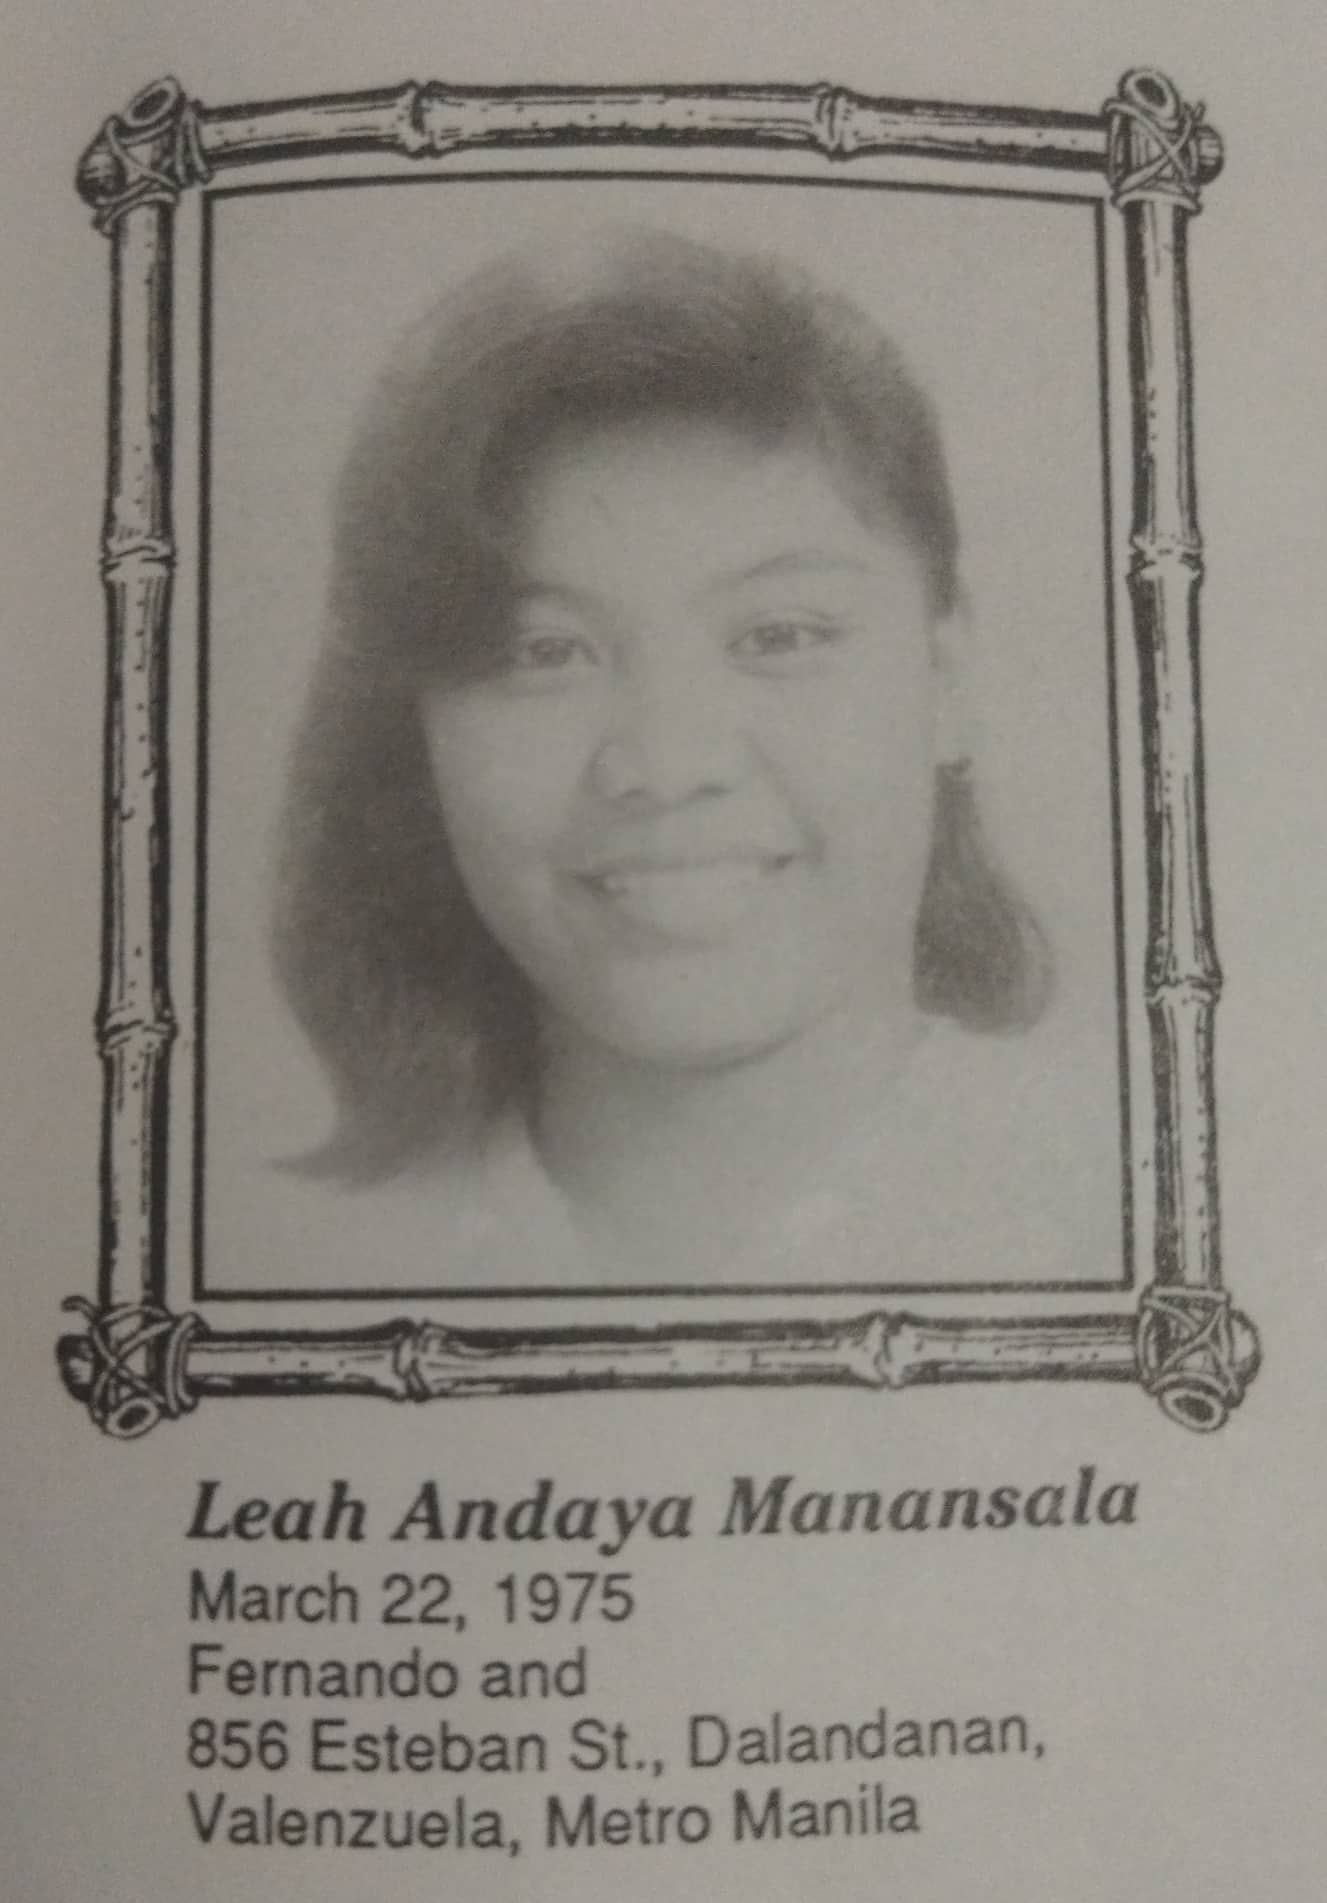 Leah Andaya Manansala
March 22, 1975
Fernando and
856 Esteban St., Dalandanan,
Valenzuela, Metro Manila